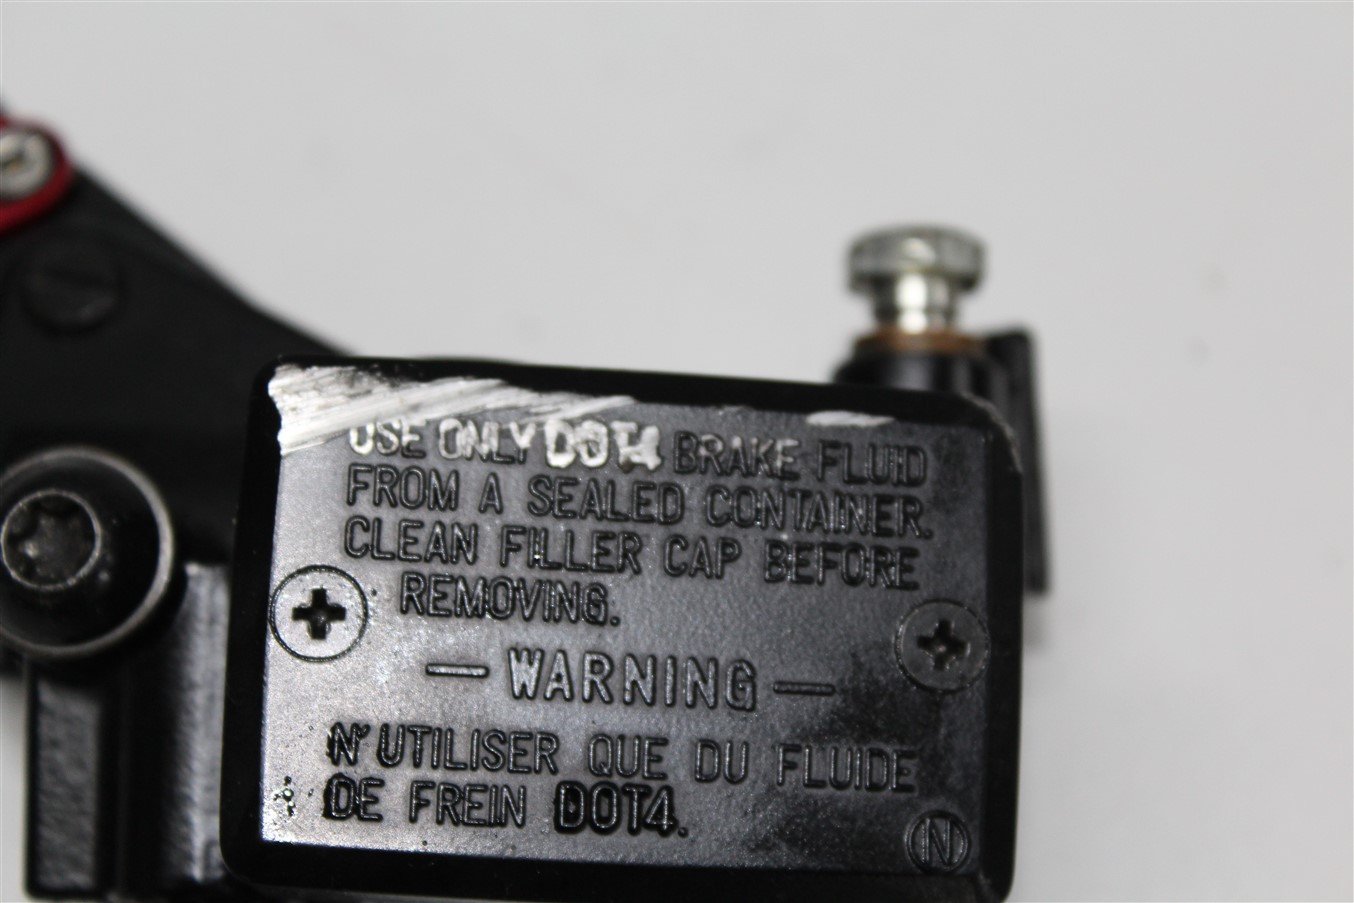 USE ONLY DOT4 BRAKE FLUID
FROM A SEALED CONTAINER.
CLEAN FILLER CAP BEFORE
REMOVING.
— WARNING —
N'UTILISER QUE DU FLUIDE
DE FREIN DOT4.
N